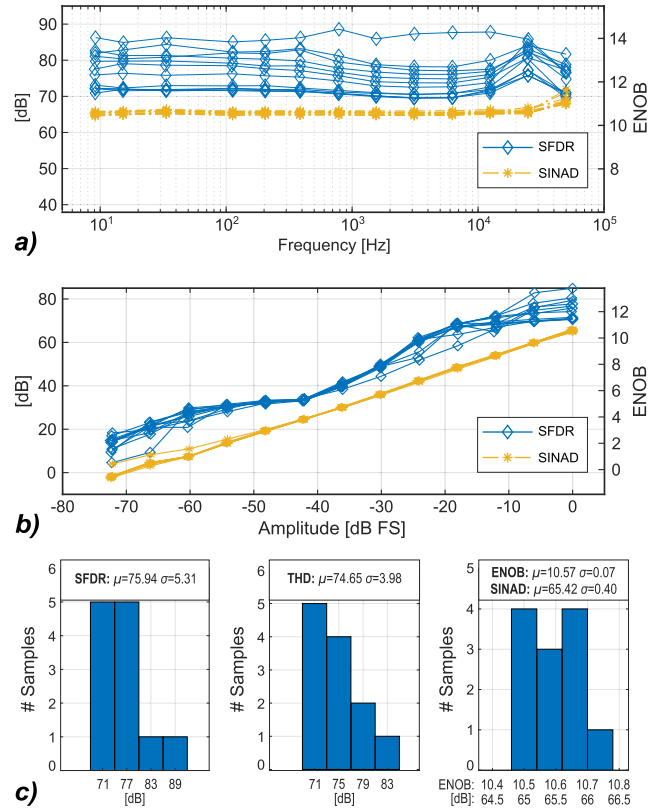 90
80
70
60
50
40
[dB]
14
12
10
8
ENOB
SFDR
SINAD
10^1
10^2
10^3
10^4
10^5
Frequency [Hz]
a)
80
60
40
20
0
[dB]
12
10
8
6
4
2
0
ENOB
SFDR
SINAD
-80 -70 -60 -50 -40 -30 -20 -10 0
Amplitude [dB FS]
b)
SFDR: μ=75.94 σ=5.31
6
5
4
3
2
1
# Samples
71 77 83 89
[dB]
THD: μ=74.65 σ=3.98
6
5
4
3
2
1
0
# Samples
71 75 79 83
[dB]
ENOB: μ=10.57 σ=0.07
SINAD: μ=65.42 σ=0.40
5
4
3
2
1
0
# Samples
ENOB: 10.4 10.5 10.6 10.7 10.8
[dB]: 64.5 65 65.5 66 66.5
c)